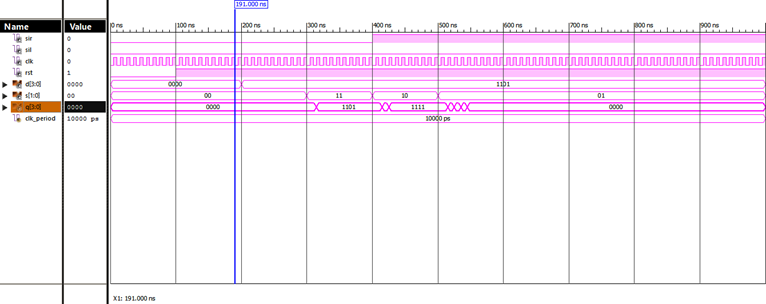 191.000 ns
Name Value 0 ns 100 ns 200 ns 300 ns 400 ns 500 ns 600 ns 700 ns 800 ns 900 ns
sir 0
sil 0
clk 0
rst 1
d[3:0] 0000 0000 1101
s[1:0] 00 00 11 10 01
q[3:0] 0000 0000 1101 1111 0000
clk_period 10000 ps 10000 ps
X1: 191.000 ns